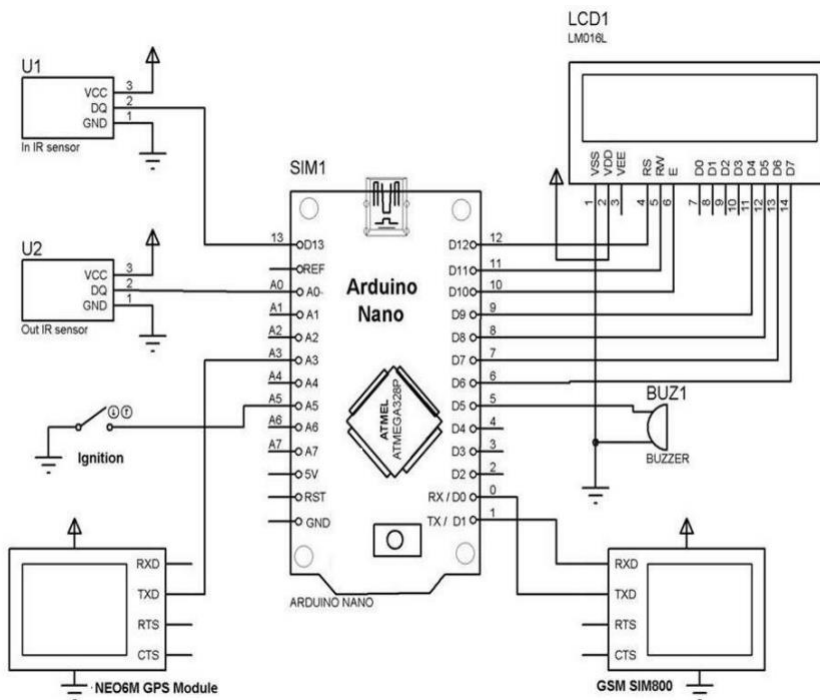 LCD1
LM016L
U1
VCC 3
DQ 2
GND 1
In IR sensor
VSS VDD VEE RS RW E D0 D1 D2 D3 D4 D5 D6 D7
1 2 3 4 5 6 7 8 9 10 11 12 13 14
SIM1
U2
VCC 3
DQ 2
GND 1
Out IR sensor
13 D13
REF
A0 A0-
A1 A1
A2 A2
A3 A3
A4 A4
A5 A5
A6 A6
A7 A7
5V
RST
GND
Arduino
Nano
ATMEL
ATMEGA328P
D12 12
D11 11
D10 10
D9 9
D8 8
D7 7
D6 6
D5 5
D4 4
D3 3
D2 2
RX / D0 0
TX / D1 1
ARDUINO NANO
BUZ1
BUZZER
Ignition
RXD
TXD
RTS
CTS
NEO6M GPS Module
RXD
TXD
RTS
CTS
GSM SIM800